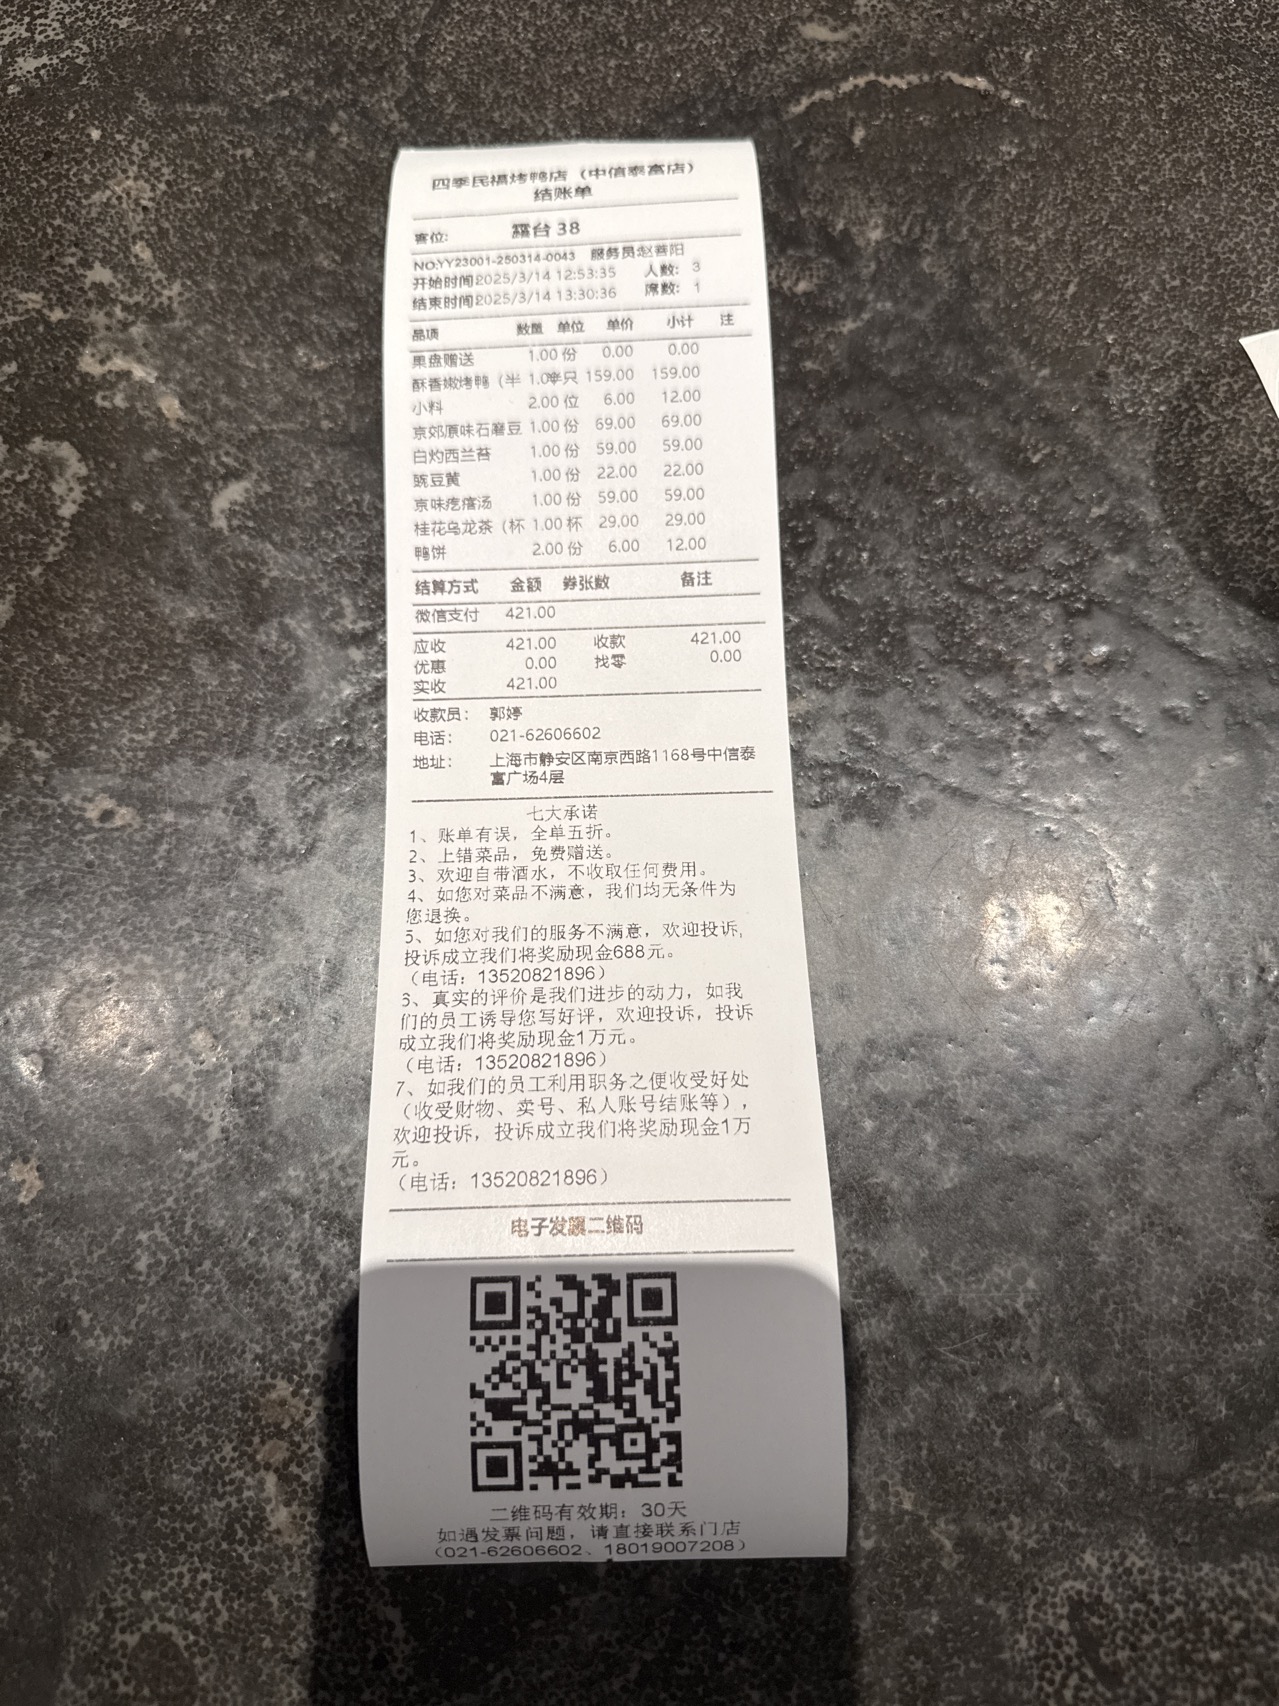 四季民福烤鸭店（中信泰富店）
结账单
客位: 露台 38
NO:YY23001-250314-0043 服务员:赵春阳
开始时间2025/3/14 12:53:35 人数: 3
结束时间2025/3/14 13:30:36 席数: 1
品项 数量 单位 单价 小计 注
果盘赠送 1.00 份 0.00 0.00
酥香嫩烤鸭（半 1.00 半只 159.00 159.00
小料 2.00 位 6.00 12.00
京郊原味石磨豆 1.00 份 69.00 69.00
白灼西兰苔 1.00 份 59.00 59.00
豌豆黄 1.00 份 22.00 22.00
京味疙瘩汤 1.00 份 59.00 59.00
桂花乌龙茶（杯 1.00 杯 29.00 29.00
鸭饼 2.00 份 6.00 12.00
结算方式 金额 券张数 备注
微信支付 421.00
应收 421.00 收款 421.00
优惠 0.00 找零 0.00
实收 421.00
收款员: 郭婷
电话: 021-62606602
地址: 上海市静安区南京西路1168号中信泰
富广场4层
七大承诺
1、账单有误，全单五折。
2、上错菜品，免费赠送。
3、欢迎自带酒水，不收取任何费用。
4、如您对菜品不满意，我们均无条件为
您退换。
5、如您对我们的服务不满意，欢迎投诉，
投诉成立我们将奖励现金688元。
（电话：13520821896）
3、真实的评价是我们进步的动力，如我
们的员工诱导您写好评，欢迎投诉，投诉
成立我们将奖励现金1万元。
（电话：13520821896）
7、如我们的员工利用职务之便收受好处
（收受财物、卖号、私人账号结账等），
欢迎投诉，投诉成立我们将奖励现金1万
元。
（电话：13520821896）
电子发票二维码
二维码有效期：30天
如遇发票问题，请直接联系门店
（021-62606602、18019007208）